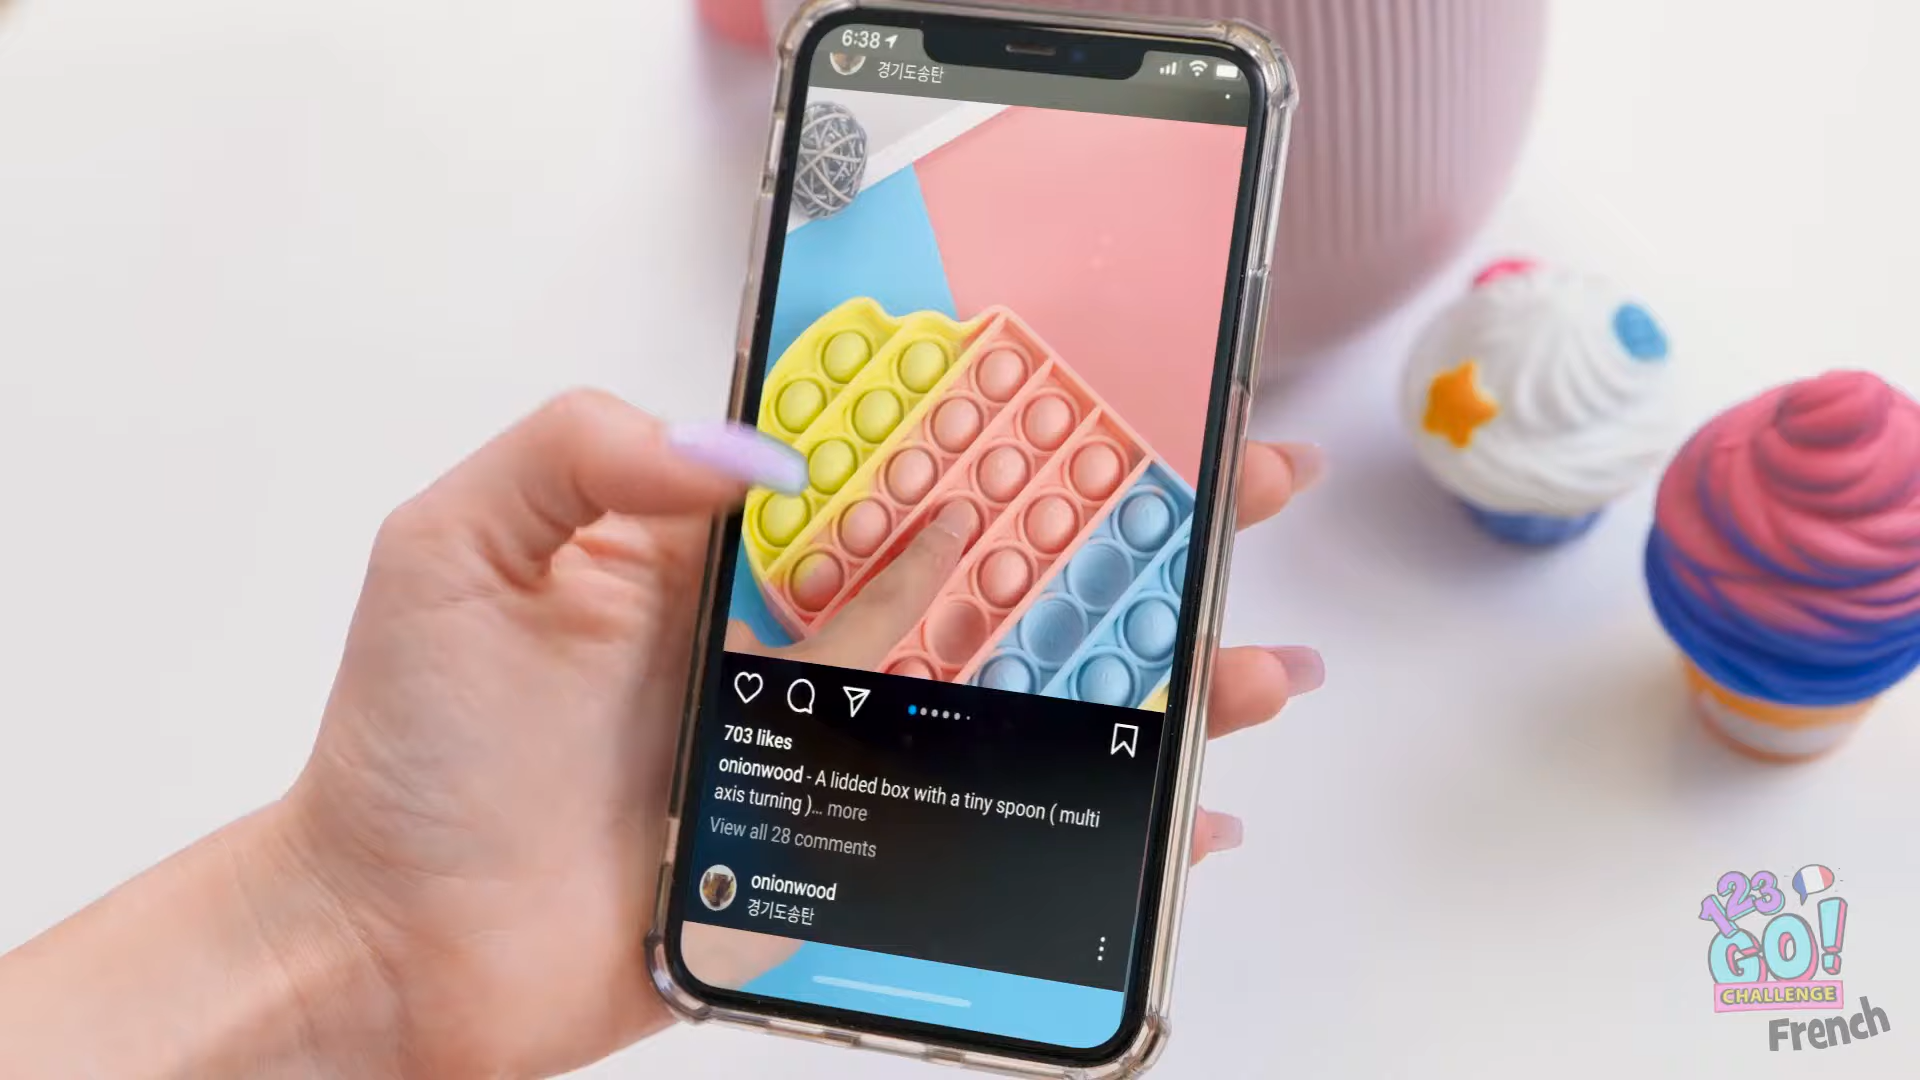 6:38
경기도송탄
703 likes
onionwood - A lidded box with a tiny spoon ( multi
axis turning )... more
View all 28 comments
onionwood
경기도송탄
123
GO!
CHALLENGE
French